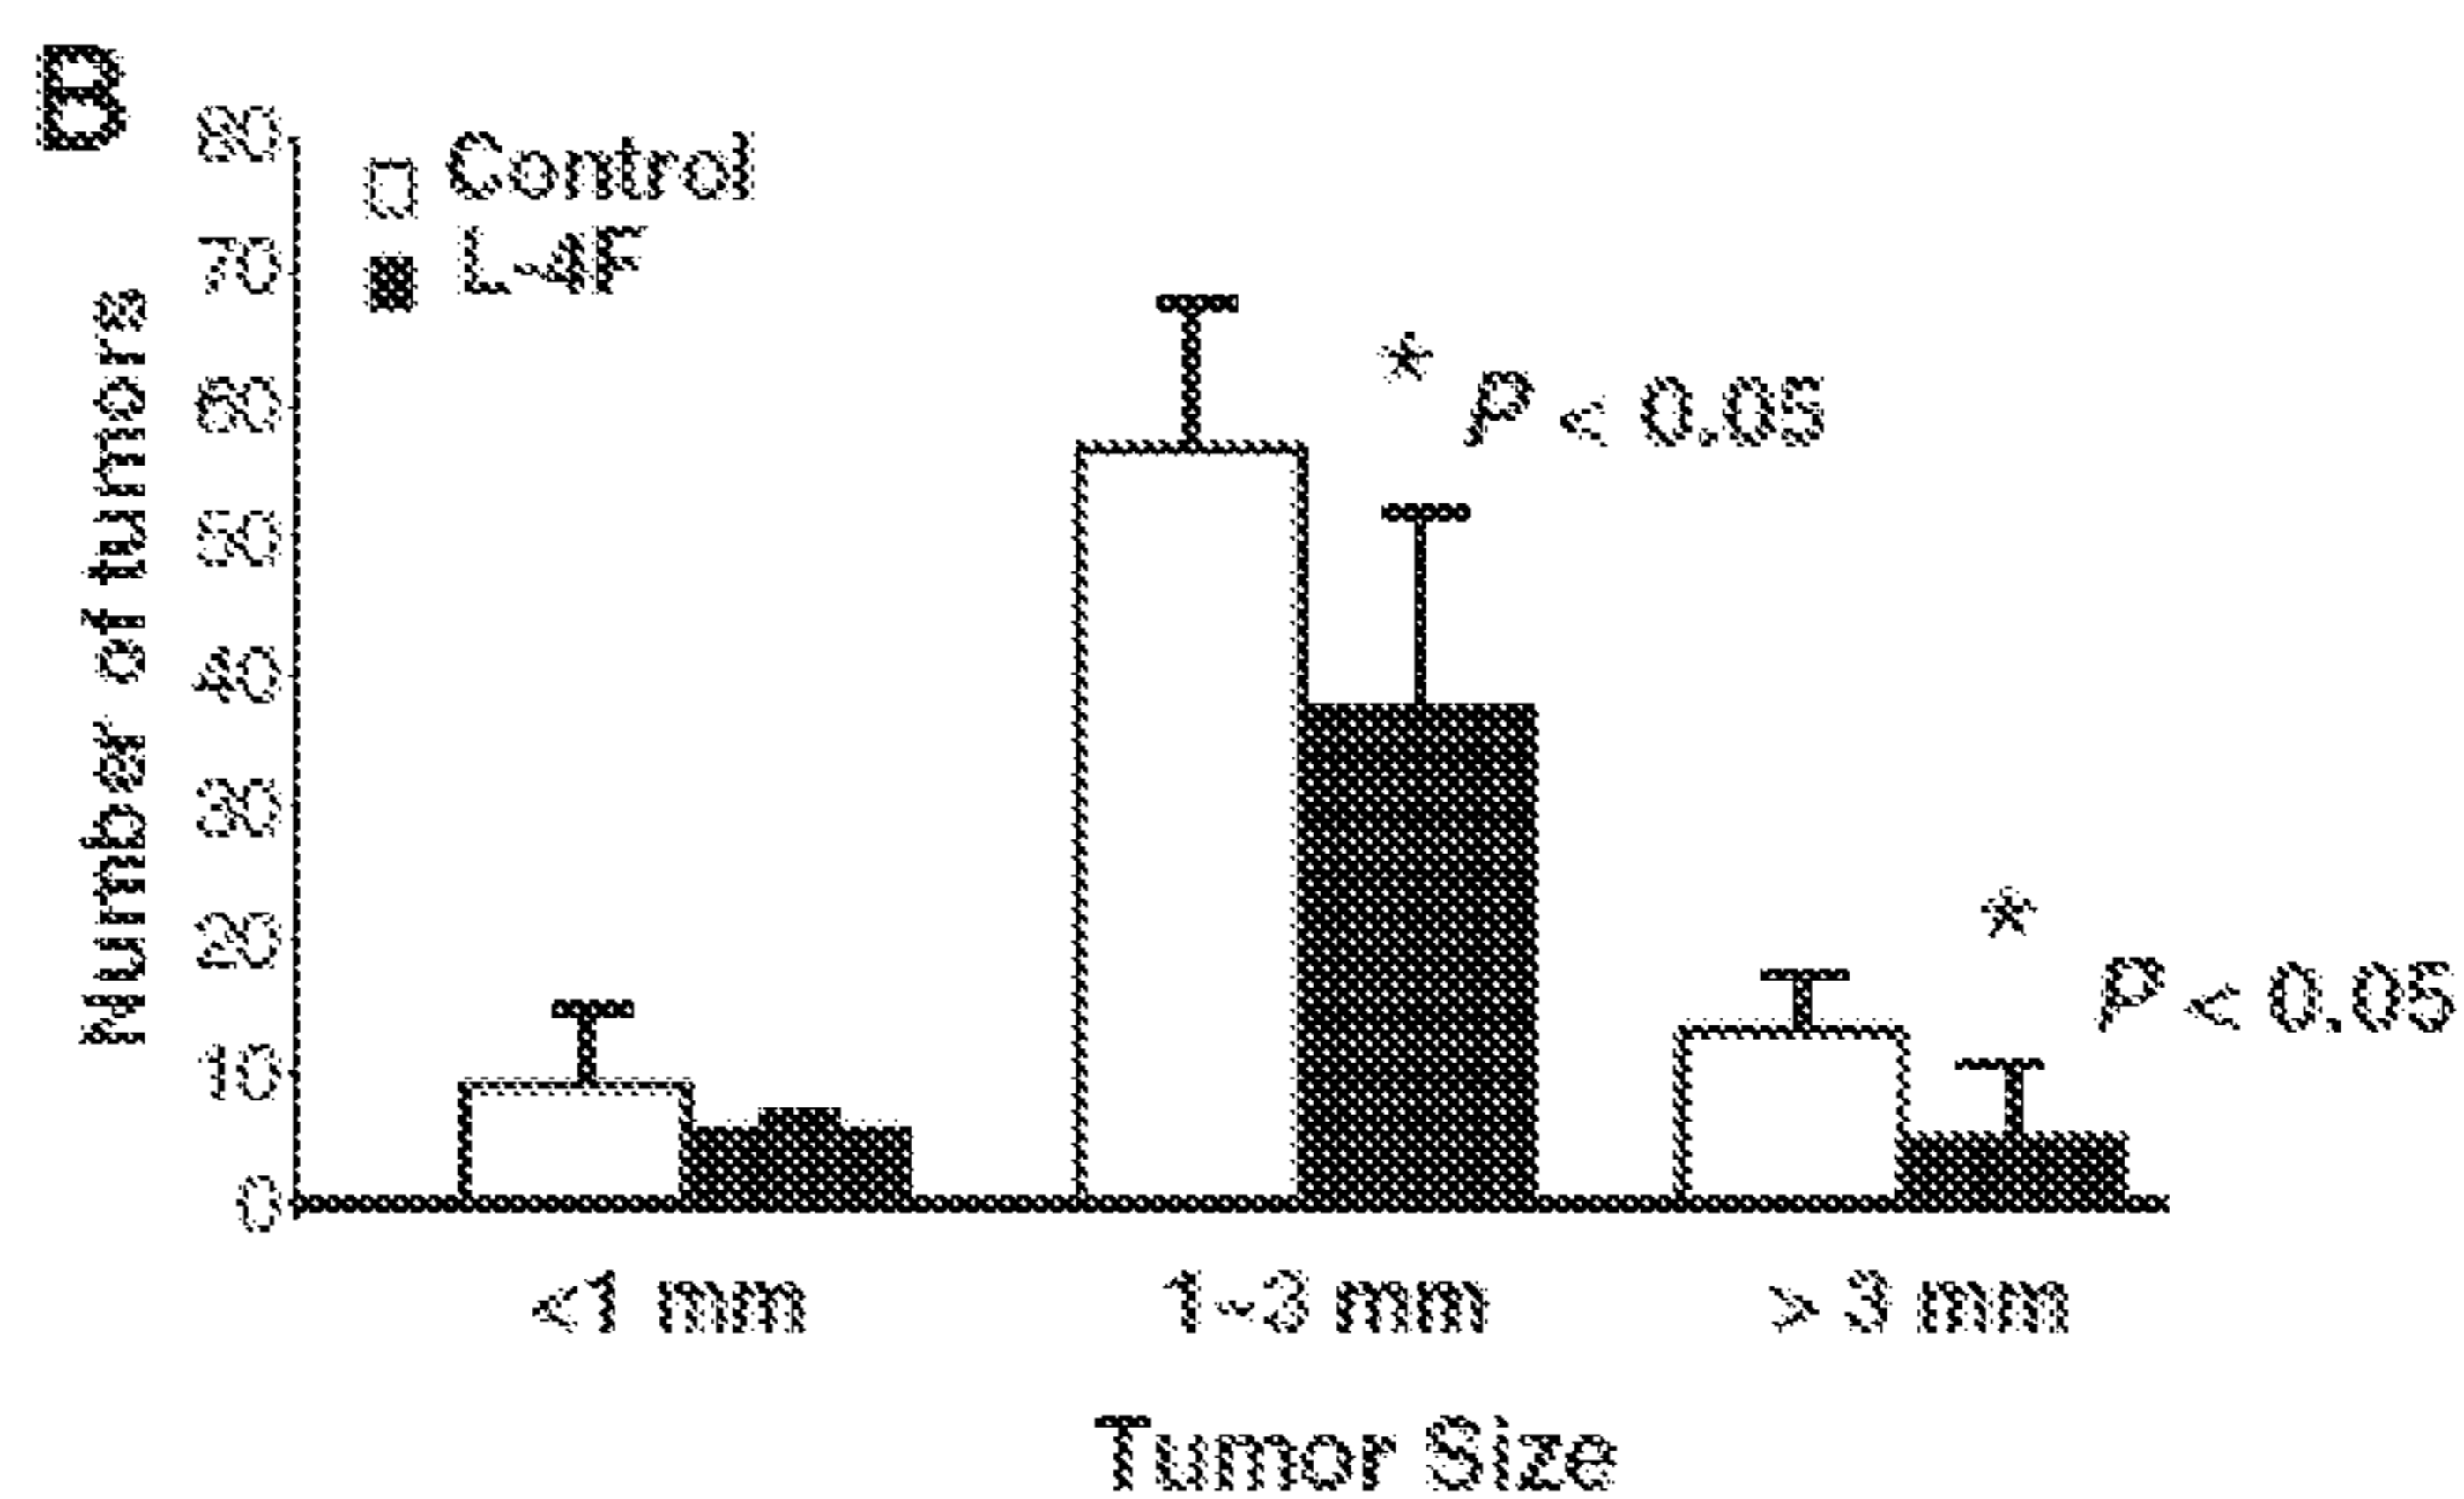 B
Control
L-4F
80
70
60
50
40
30
20
10
0
Number of tumors
* P < 0.05
* P < 0.05
<1 mm
1-3 mm
> 3 mm
Tumor Size